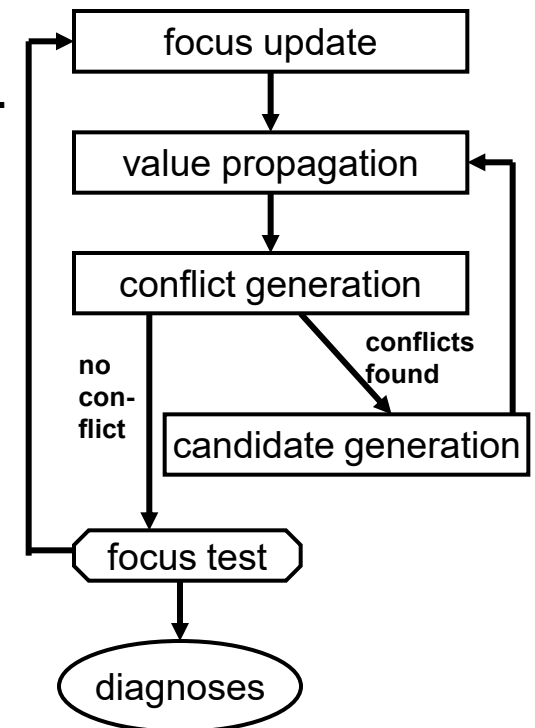 focus update
value propagation
conflict generation
conflicts
found
no
con-
flict
candidate generation
focus test
diagnoses